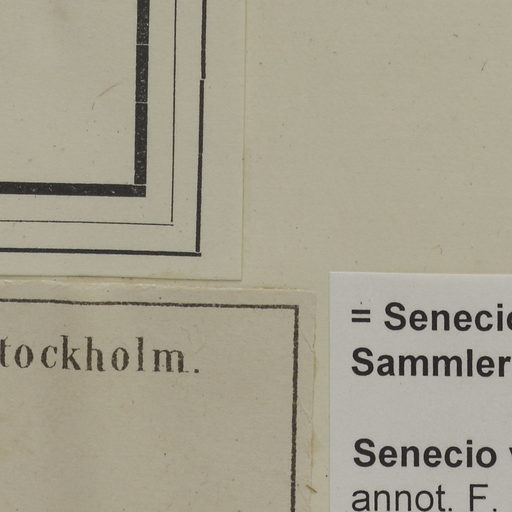 tockholm.
= Senecio
Sammler
Senecio
annot. F.